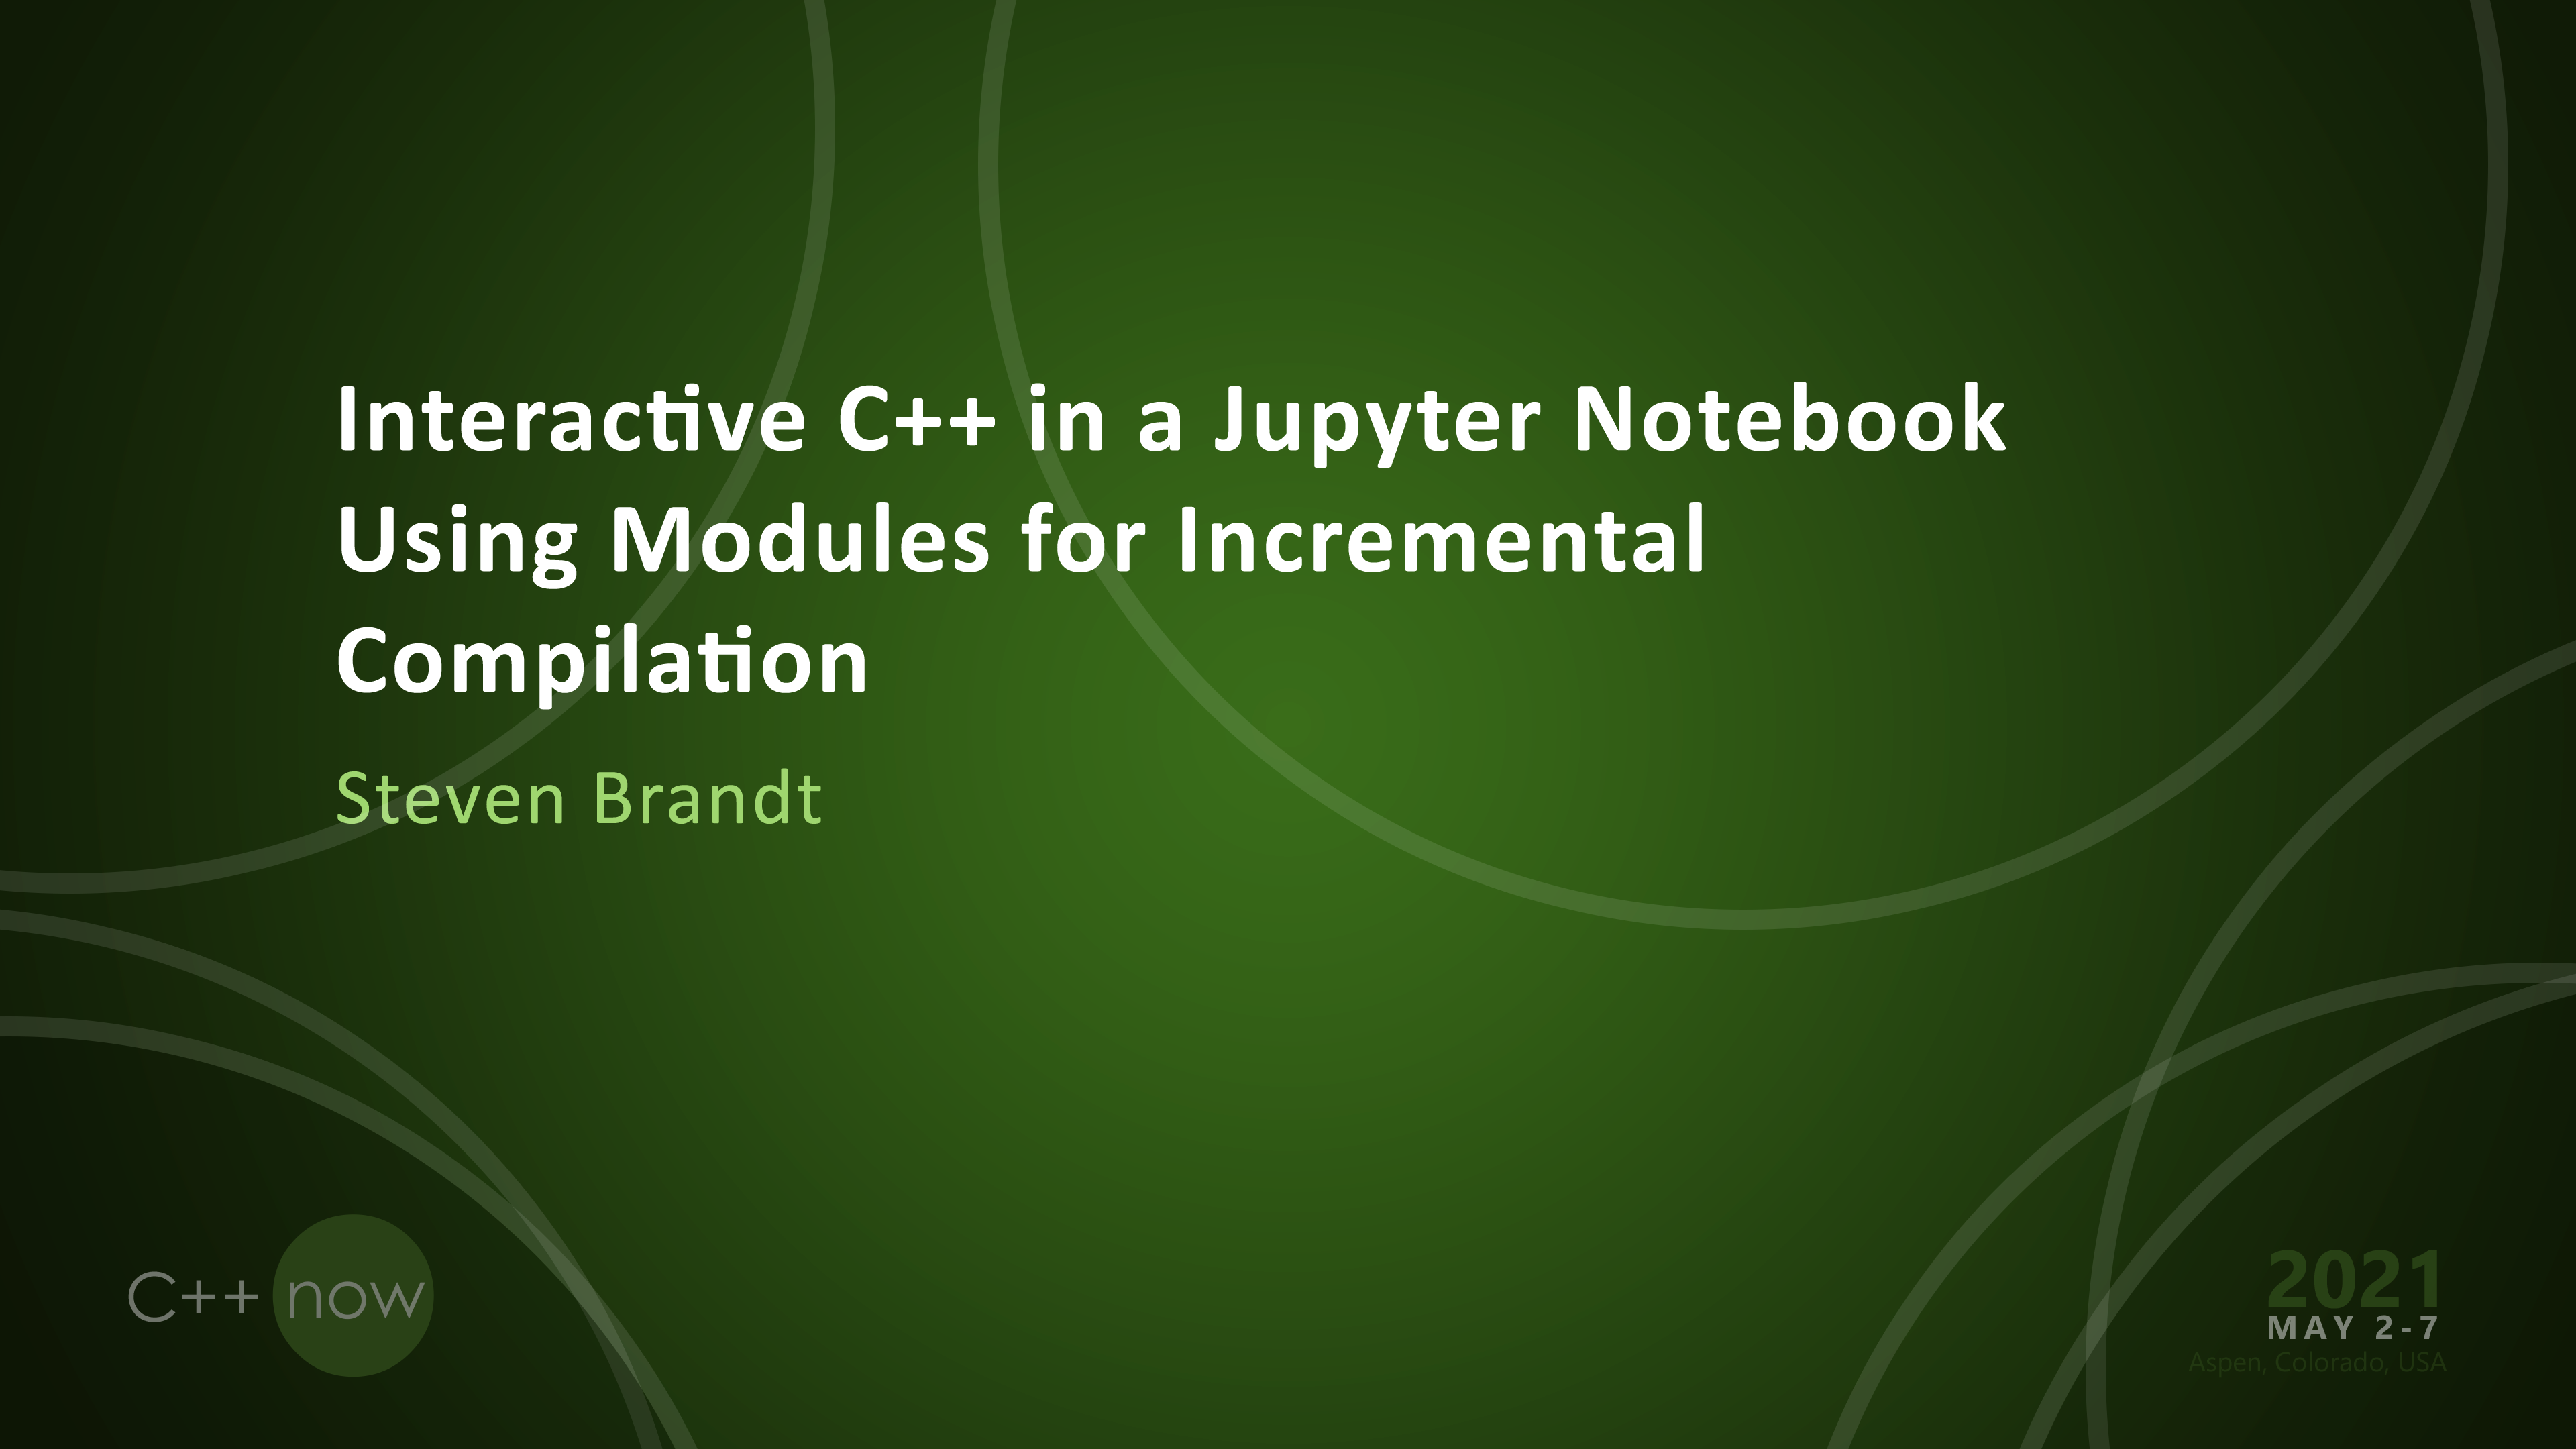 Interactive C++ in a Jupyter Notebook
Using Modules for Incremental
Compilation
Steven Brandt
C++ now
2021
MAY 2-7
Aspen, Colorado, USA